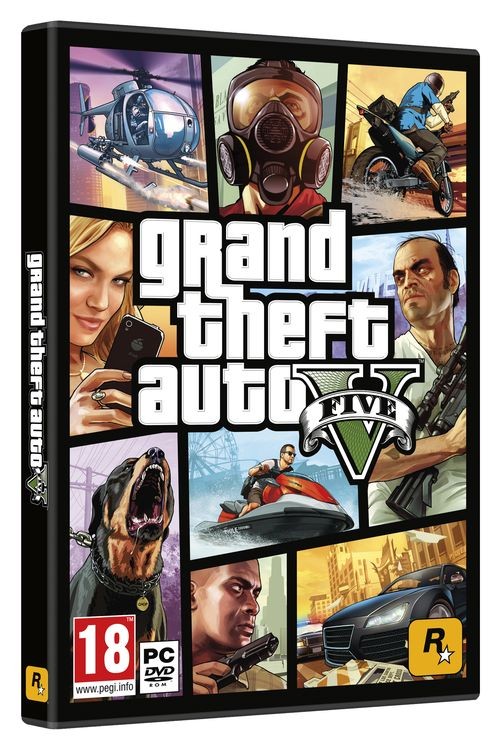 grand
theft
auto
V
FIVE
grand theft auto V
18
www.pegi.info
PC
DVD
ROM
R
R